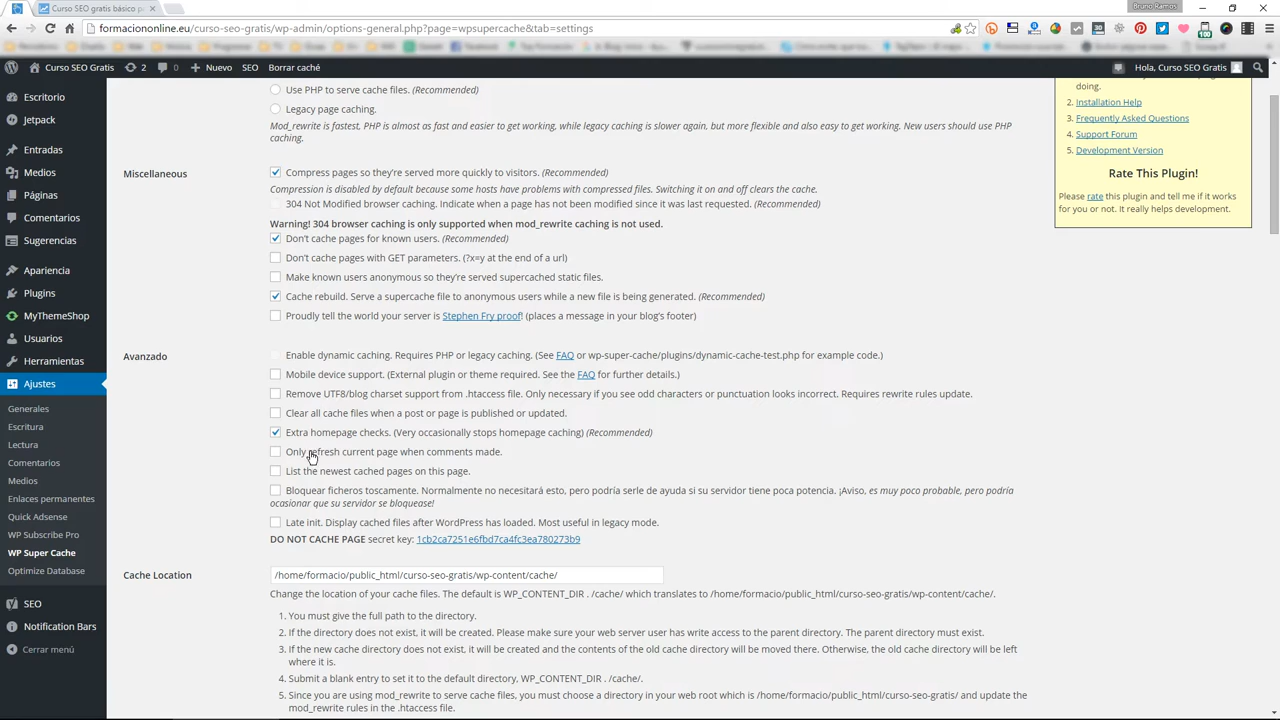 Bruno Ramos
Curso SEO gratis básico p
formaciononline.eu/curso-seo-gratis/wp-admin/options-general.php?page=wpsupercache&tab=settings
Curso SEO Gratis 2 0 Nuevo SEO Borrar caché Hola, Curso SEO Gratis
Escritorio
Jetpack
Entradas
Medios
Páginas
Comentarios
Sugerencias
Apariencia
Plugins
MyThemeShop
Usuarios
Herramientas
Ajustes
Generales
Escritura
Lectura
Comentarios
Medios
Enlaces permanentes
Quick Adsense
WP Subscribe Pro
WP Super Cache
Optimize Database
SEO
Notification Bars
Cerrar menú
Use PHP to serve cache files. (Recommended)
Legacy page caching.
Mod_rewrite is fastest, PHP is almost as fast and easier to get working, while legacy caching is slower again, but more flexible and also easy to get working. New users should use PHP
caching.
Miscellaneous
Compress pages so they're served more quickly to visitors. (Recommended)
Compression is disabled by default because some hosts have problems with compressed files. Switching it on and off clears the cache.
304 Not Modified browser caching. Indicate when a page has not been modified since it was last requested. (Recommended)
Warning! 304 browser caching is only supported when mod_rewrite caching is not used.
Don't cache pages for known users. (Recommended)
Don't cache pages with GET parameters. (?x=y at the end of a url)
Make known users anonymous so they're served supercached static files.
Cache rebuild. Serve a supercache file to anonymous users while a new file is being generated. (Recommended)
Proudly tell the world your server is Stephen Fry proof! (places a message in your blog's footer)
Avanzado
Enable dynamic caching. Requires PHP or legacy caching. (See FAQ or wp-super-cache/plugins/dynamic-cache-test.php for example code.)
Mobile device support. (External plugin or theme required. See the FAQ for further details.)
Remove UTF8/blog charset support from .htaccess file. Only necessary if you see odd characters or punctuation looks incorrect. Requires rewrite rules update.
Clear all cache files when a post or page is published or updated.
Extra homepage checks. (Very occasionally stops homepage caching) (Recommended)
Only refresh current page when comments made.
List the newest cached pages on this page.
Bloquear ficheros toscamente. Normalmente no necesitará esto, pero podría serle de ayuda si su servidor tiene poca potencia. ¡Aviso, es muy poco probable, pero podría
ocasionar que su servidor se bloquease!
Late init. Display cached files after WordPress has loaded. Most useful in legacy mode.
DO NOT CACHE PAGE secret key: 1cb2ca7251e6fbd7ca4fc3ea780273b9
Cache Location
/home/formacio/public_html/curso-seo-gratis/wp-content/cache/
Change the location of your cache files. The default is WP_CONTENT_DIR . /cache/ which translates to /home/formacio/public_html/curso-seo-gratis/wp-content/cache/.
1. You must give the full path to the directory.
2. If the directory does not exist, it will be created. Please make sure your web server user has write access to the parent directory. The parent directory must exist.
3. If the new cache directory does not exist, it will be created and the contents of the old cache directory will be moved there. Otherwise, the old cache directory will be left
where it is.
4. Submit a blank entry to set it to the default directory, WP_CONTENT_DIR . /cache/.
5. Since you are using mod_rewrite to serve cache files, you must choose a directory in your web root which is /home/formacio/public_html/curso-seo-gratis/ and update the
mod_rewrite rules in the .htaccess file.
doing.
2. Installation Help
3. Frequently Asked Questions
4. Support Forum
5. Development Version
Rate This Plugin!
Please rate this plugin and tell me if it works
for you or not. It really helps development.